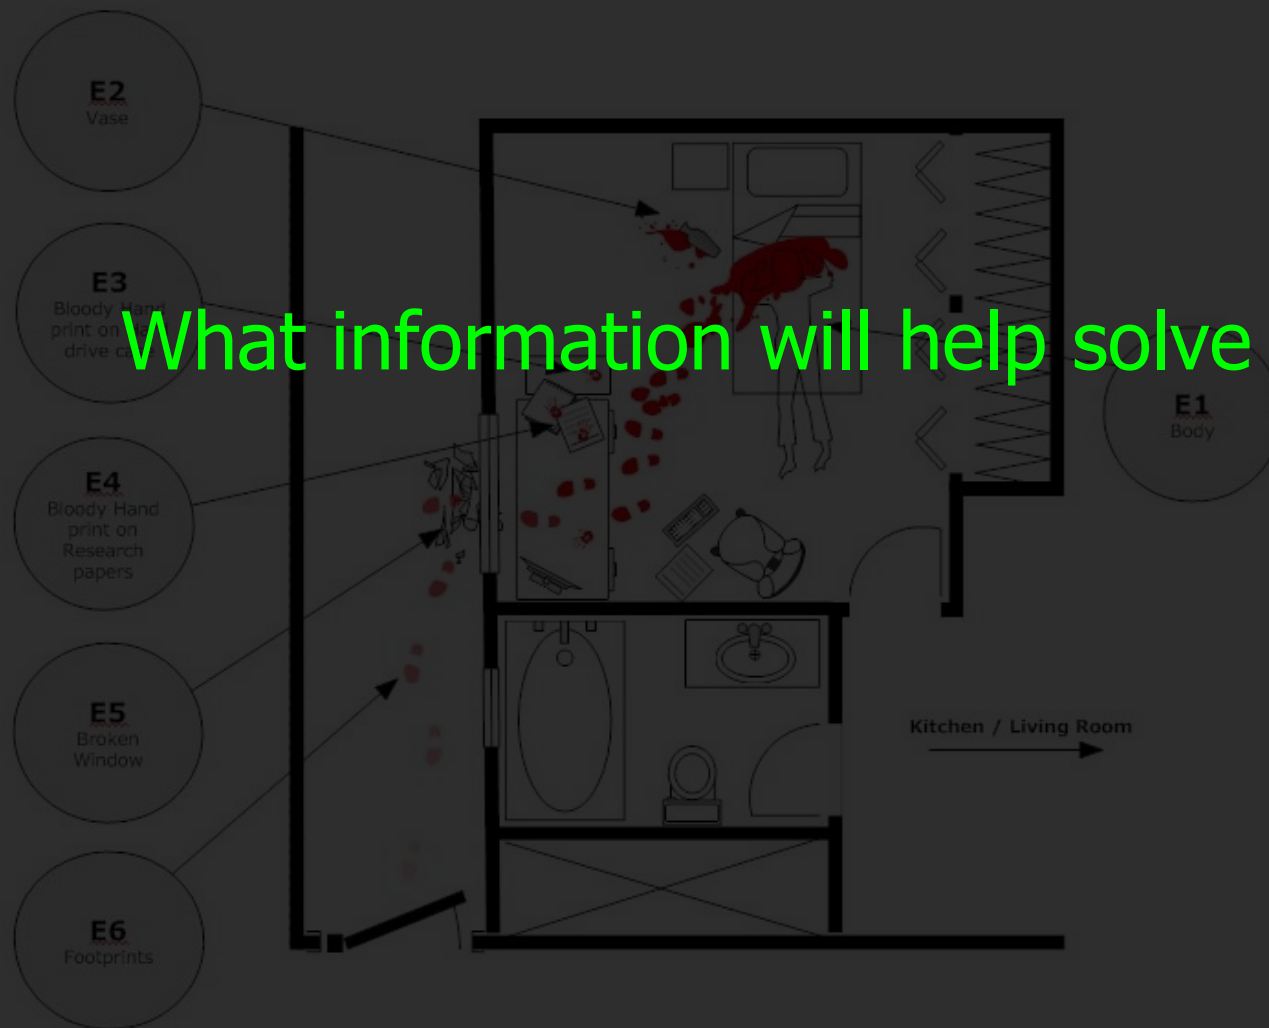 E2
Vase
E3
Bloody Hand
print on
drive
What information will help solve
E1
Body
E4
Bloody Hand
print on
Research
papers
E5
Broken
Window
Kitchen / Living Room
E6
Footprints